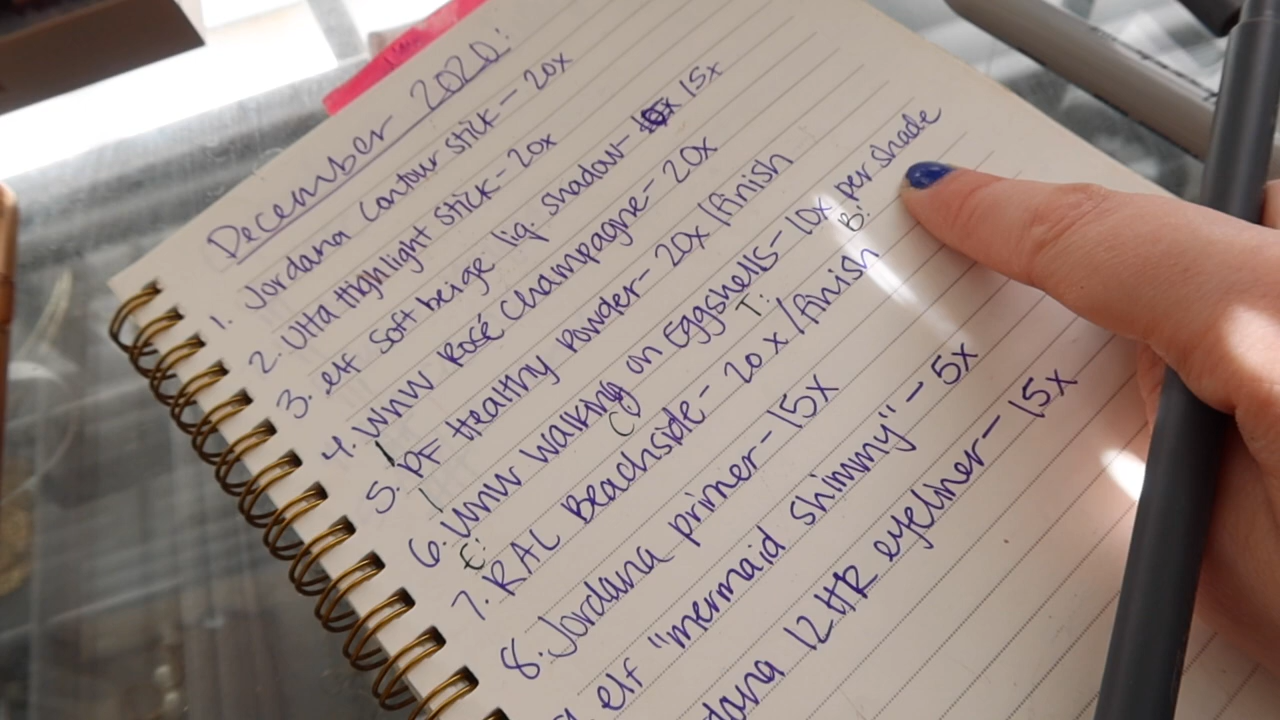 December 2020:
1. Jordana contour stick - 20x
2. Ulta Highlight stick - 20x
3. elf soft beige liq shadow - 15x
4. WNW Rosé Champagne - 20x
5. PF Healthy Powder - 20x /finish
6. WNW Walking on Eggshells - 10x per shade
E: C: T: B:
7. RAL Beachside - 20x /finish
8. Jordana primer - 15x
elf "mermaid shimmy" - 5x
dana 12HR eyeliner - 15x